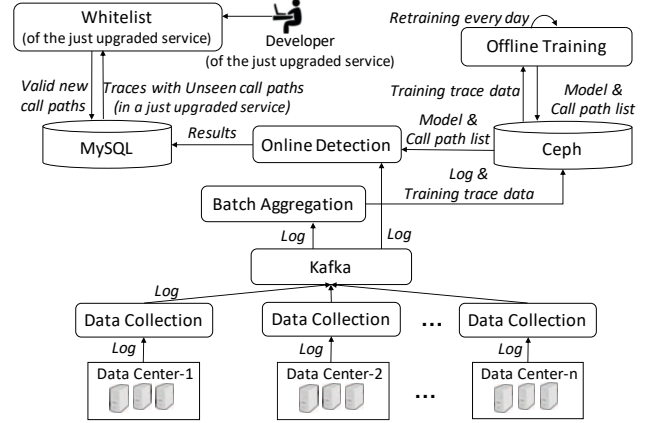 Whitelist
(of the just upgraded service)
Developer
(of the just upgraded service)
Retraining every day
Offline Training
Valid new
call paths
Traces with Unseen call paths
(in a just upgraded service)
Training trace data
Model &
Call path list
MySQL
Results
Online Detection
Model &
Call path list
Ceph
Batch Aggregation
Log &
Training trace data
Log
Log
Kafka
Log
Data Collection
Data Collection
...
Data Collection
Log
Log
Log
Data Center-1
Data Center-2
...
Data Center-n